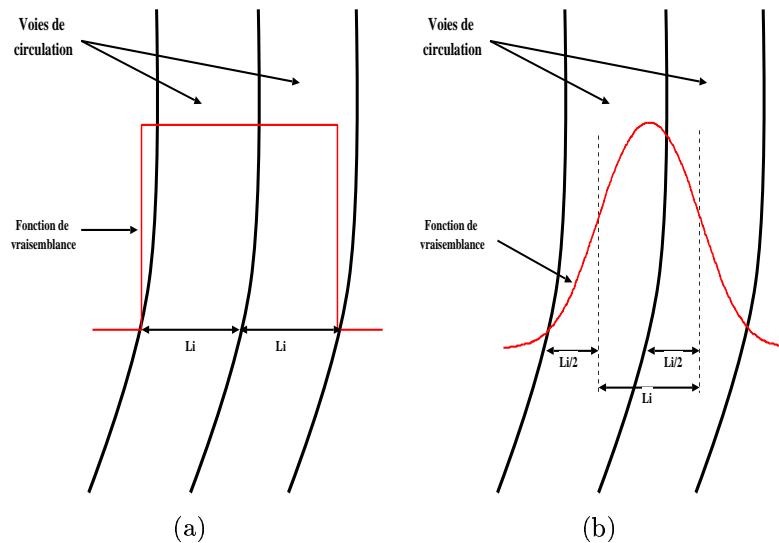 Voies de
circulation
Fonction de
vraisemblance
Li
Li
(a)
Voies de
circulation
Fonction de
vraisemblance
Li/2
Li/2
Li
(b)